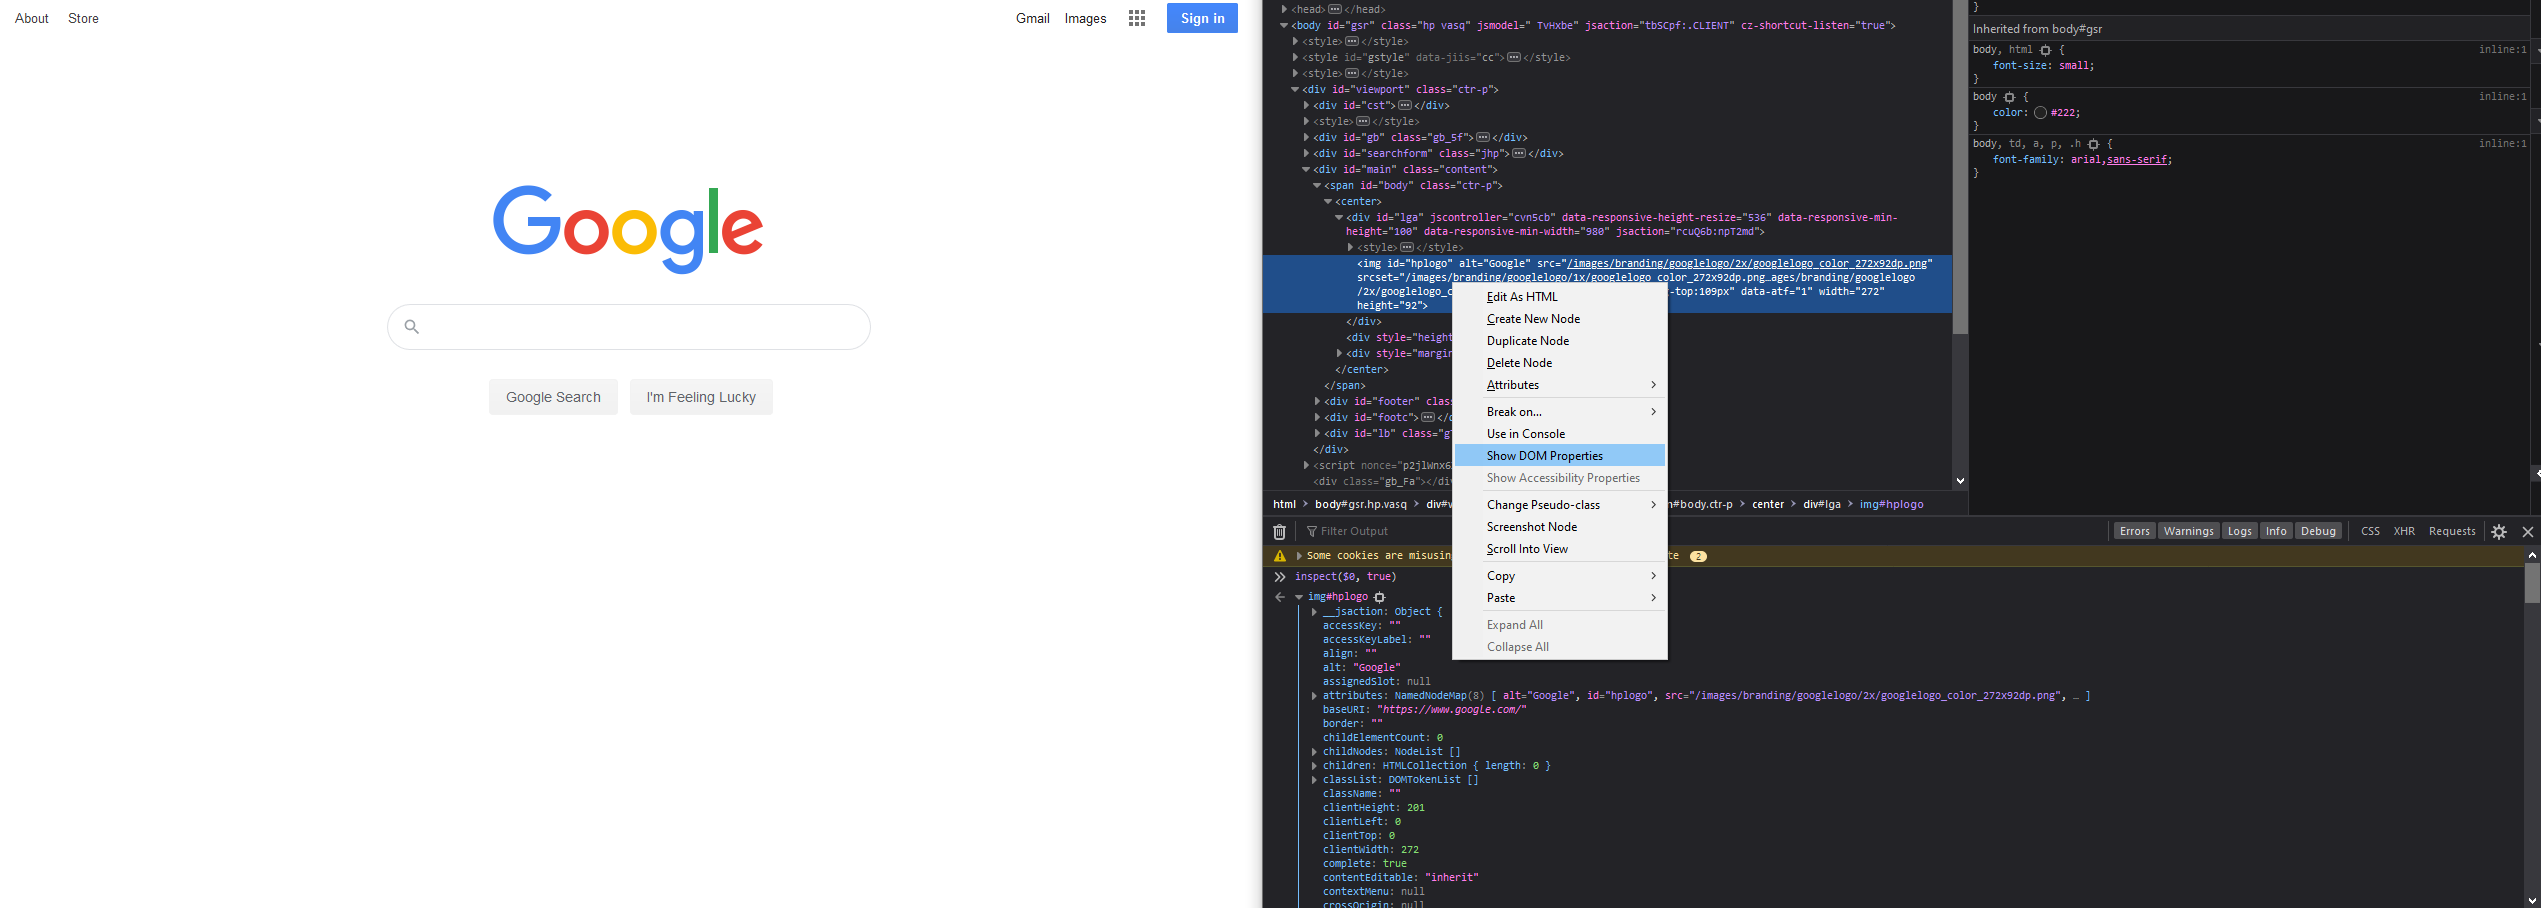 About Store
Gmail Images Sign in
Google
Google Search I'm Feeling Lucky
<head> </head>
<body id="gsr" class="hp vasq" jsmodel=" TvHxbe" jsaction="tbSCpf:.CLIENT" cz-shortcut-listen="true">
<style> </style>
<style id="gstyle" data-jiis="cc"> </style>
<style> </style>
<div id="viewport" class="ctr-p">
<div id="cst"> </div>
<style> </style>
<div id="gb" class="gb_5f"> </div>
<div id="searchform" class="jhp"> </div>
<div id="main" class="content">
<span id="body" class="ctr-p">
<center>
<div id="lga" jscontroller="cvn5cb" data-responsive-height-resize="536" data-responsive-min-
height="100" data-responsive-min-width="980" jsaction="rcuQ6b:npT2md">
<style> </style>
<img id="hplogo" alt="Google" src="/images/branding/googlelogo/2x/googlelogo_color_272x92dp.png"
srcset="/images/branding/googlelogo/1x/googlelogo_color_272x92dp.png…ages/branding/googlelogo
/2x/googlelogo_c -top:109px" data-atf="1" width="272"
height="92">
</div>
<div style="height
<div style="margin
</center>
</span>
<div id="footer" clas
<div id="footc"> </
<div id="lb" class="g
</div>
<script nonce="p2jlWnx6
<div class="gb_Fa"></div
Edit As HTML
Create New Node
Duplicate Node
Delete Node
Attributes
Break on...
Use in Console
Show DOM Properties
Show Accessibility Properties
Change Pseudo-class
Screenshot Node
Scroll Into View
Copy
Paste
Expand All
Collapse All
html body#gsr.hp.vasq div# n#body.ctr-p center div#lga img#hplogo
}
Inherited from body#gsr
body, html { inline:1
font-size: small;
}
body { inline:1
color: #222;
}
body, td, a, p, .h { inline:1
font-family: arial,sans-serif;
}
Filter Output Errors Warnings Logs Info Debug CSS XHR Requests
Some cookies are misusin te 2
inspect($0, true)
img#hplogo
__jsaction: Object {
accessKey: ""
accessKeyLabel: ""
align: ""
alt: "Google"
assignedSlot: null
attributes: NamedNodeMap(8) [ alt="Google", id="hplogo", src="/images/branding/googlelogo/2x/googlelogo_color_272x92dp.png", … ]
baseURI: "https://www.google.com/"
border: ""
childElementCount: 0
childNodes: NodeList []
children: HTMLCollection { length: 0 }
classList: DOMTokenList []
className: ""
clientHeight: 201
clientLeft: 0
clientTop: 0
clientWidth: 272
complete: true
contentEditable: "inherit"
contextMenu: null
crossOrigin: null